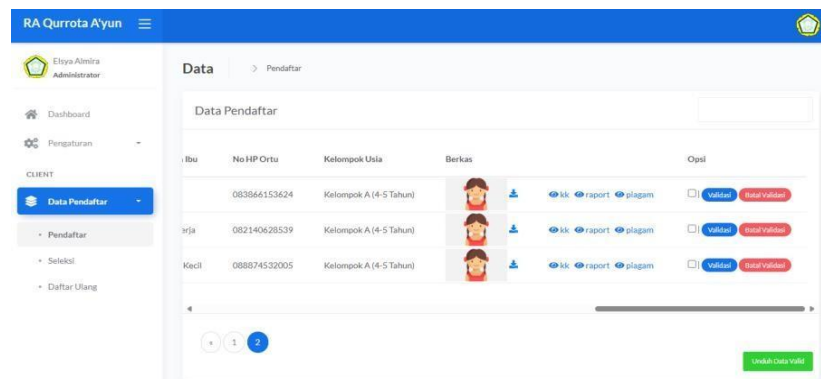 RA Qurrota A'yun
Elsya Almira
Administrator
Data > Pendaftar
Dashboard
Pengaturan
CLIENT
Data Pendaftar
Pendaftar
Seleksi
Daftar Ulang
Data Pendaftar
Ibu No HP Ortu Kelompok Usia Berkas Opsi
083866153624 Kelompok A (4-5 Tahun) kk raport piagam | Validasi Batal Validasi
erja 082140628539 Kelompok A (4-5 Tahun) kk raport piagam | Validasi Batal Validasi
Kecil 088874532005 Kelompok A (4-5 Tahun) kk raport piagam | Validasi Batal Validasi
« 1 2
Unduh Data Valid